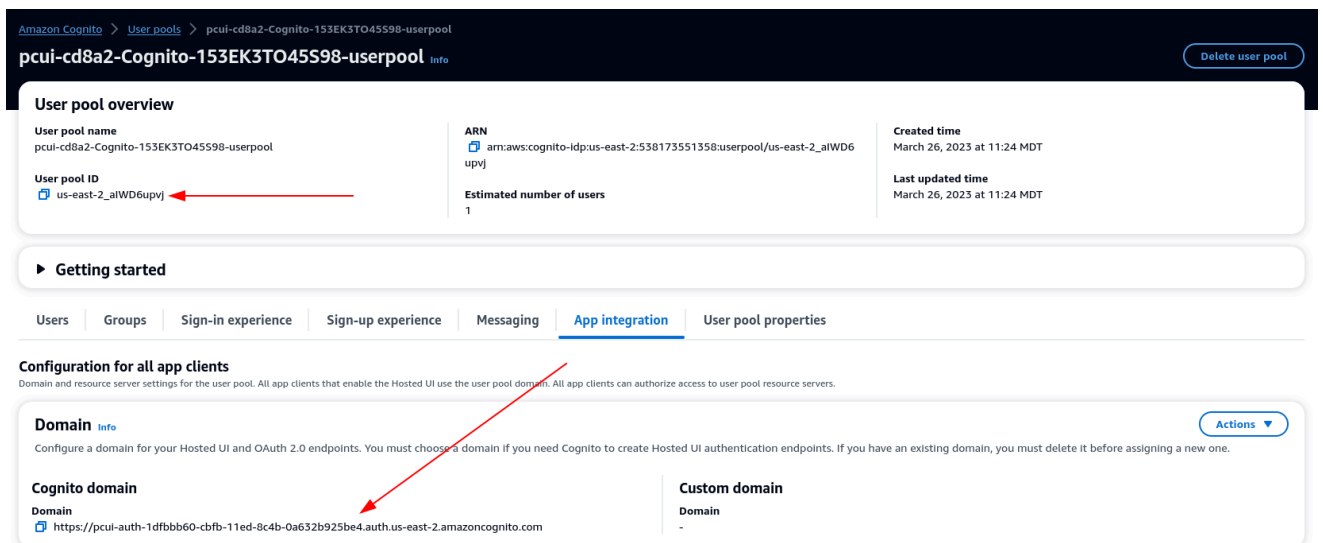 Amazon Cognito > User pools > pcui-cd8a2-Cognito-153EK3TO45S98-userpool
pcui-cd8a2-Cognito-153EK3TO45S98-userpool Info
Delete user pool
User pool overview
User pool name
pcui-cd8a2-Cognito-153EK3TO45S98-userpool
User pool ID
us-east-2_aIWD6upvj
ARN
arn:aws:cognito-idp:us-east-2:538173551358:userpool/us-east-2_aIWD6
upvj
Estimated number of users
1
Created time
March 26, 2023 at 11:24 MDT
Last updated time
March 26, 2023 at 11:24 MDT
Getting started
Users Groups Sign-in experience Sign-up experience Messaging App integration User pool properties
Configuration for all app clients
Domain and resource server settings for the user pool. All app clients that enable the Hosted UI use the user pool domain. All app clients can authorize access to user pool resource servers.
Domain Info
Actions
Configure a domain for your Hosted UI and OAuth 2.0 endpoints. You must choose a domain if you need Cognito to create Hosted UI authentication endpoints. If you have an existing domain, you must delete it before assigning a new one.
Cognito domain
Domain
https://pcui-auth-1dfbbb60-cbfb-11ed-8c4b-0a632b925be4.auth.us-east-2.amazoncognito.com
Custom domain
Domain
-